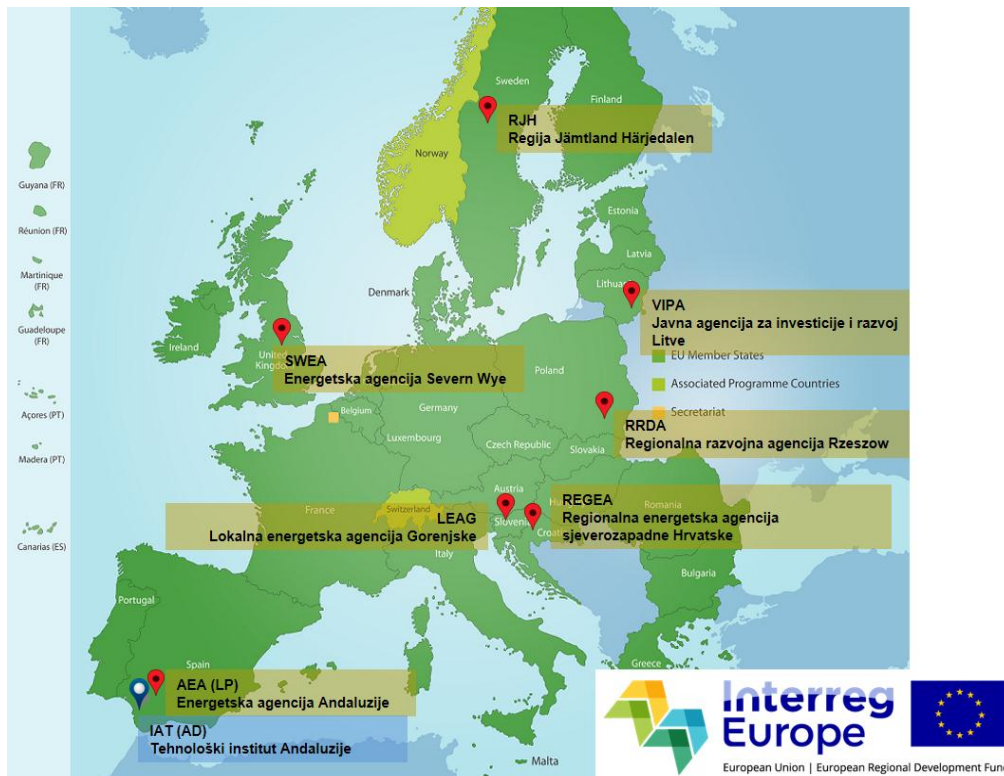 Sweden
Finland
RJH
Regija Jämtland Härjedalen
Norway
Guyana (FR)
Réunion (FR)
Martinique
(FR)
Guadeloupe
(FR)
Açores (PT)
Madera (PT)
Canarias (ES)
Estonia
Latvia
Denmark
VIPA
Javna agencija za investicije i razvoj
Litve
EU Member States
Associated Programme Countries
Secretariat
Ireland
United
SWEA
Energetska agencija Severn Wye
Poland
Belgium
Germany
Luxembourg
Czech Republic
Slovakia
RRDA
Regionalna razvojna agencija Rzeszow
Austria
France
Switzerland
LEAG
Lokalna energetska agencija Gorenjske
REGEA
Regionalna energetska agencija
sjeverozapadne Hrvatske
Romania
Italy
Bulgaria
Portugal
Spain
Greece
AEA (LP)
Energetska agencija Andaluzije
IAT (AD)
Tehnološki institut Andaluzije
Malta
Interreg
Europe
European Union | European Regional Development